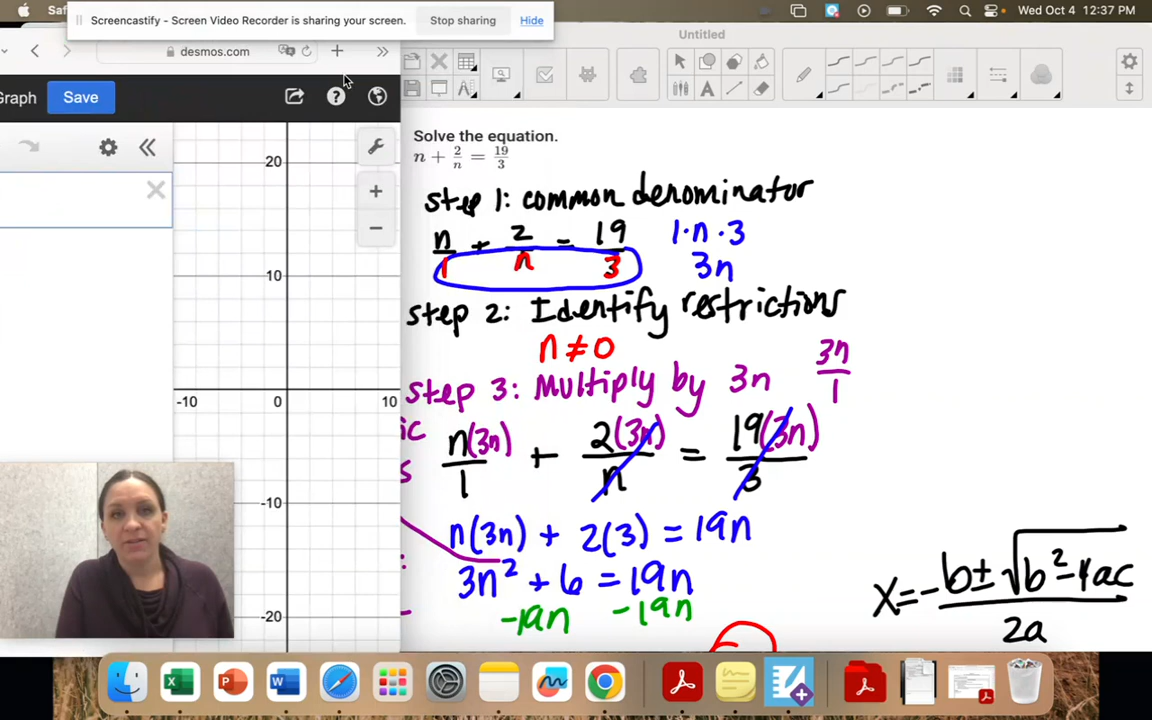 Saf
Screencastify - Screen Video Recorder is sharing your screen.
Stop sharing
Hide
Wed Oct 4 12:37 PM
desmos.com
Untitled
Graph
Save
20
10
-10
0
10
-10
-20
Solve the equation.
n + 2/n = 19/3
step 1: common denominator
n/1 + 2/n = 19/3
1·n·3
3n
step 2: Identify restrictions
n ≠ 0
step 3: Multiply by 3n
3n/1
ic
s
n(3n)/1 + 2(3n)/n = 19(3n)/3
n(3n) + 2(3) = 19n
3n² + 6 = 19n
-19n -19n
x = -b ± √b² - 4ac / 2a